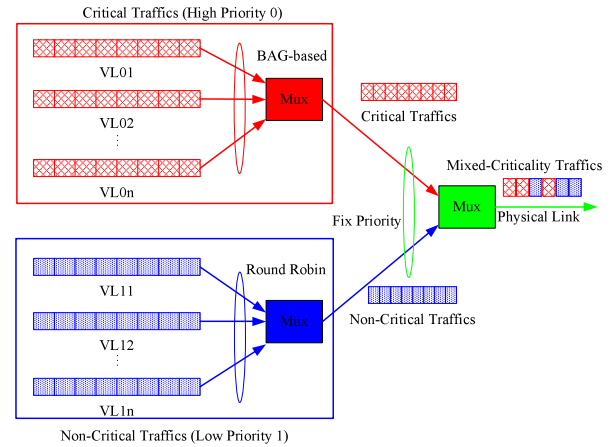 Critical Traffics (High Priority 0)
VL01
VL02
⋮
VL0n
BAG-based
Mux
Critical Traffics
Mixed-Criticality Traffics
Mux
Physical Link
Fix Priority
Round Robin
VL11
VL12
⋮
VL1n
Mux
Non-Critical Traffics
Non-Critical Traffics (Low Priority 1)